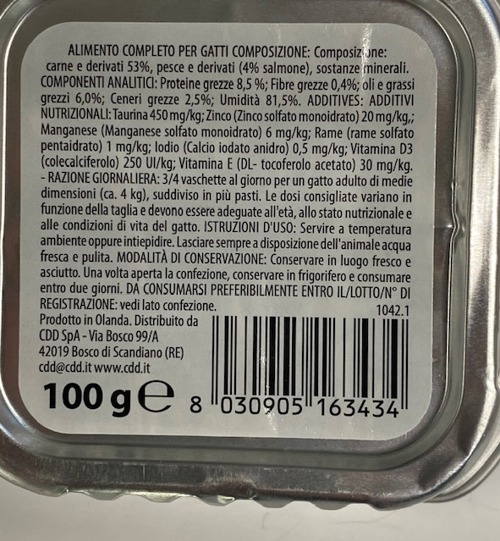 ALIMENTO COMPLETO PER GATTI COMPOSIZIONE: Composizione:
carne e derivati 53%, pesce e derivati (4% salmone), sostanze minerali.
COMPONENTI ANALITICI: Proteine grezze 8,5 %; Fibre grezze 0,4%; oli e grassi
grezzi 6,0%; Ceneri grezze 2,5%; Umidità 81,5%. ADDITIVES: ADDITIVI
NUTRIZIONALI: Taurina 450 mg/kg; Zinco (Zinco solfato monoidrato) 20 mg/kg,;
Manganese (Manganese solfato monoidrato) 6 mg/kg; Rame (rame solfato
pentaidrato) 1 mg/kg; Iodio (Calcio iodato anidro) 0,5 mg/kg; Vitamina D3
(colecalciferolo) 250 UI/kg; Vitamina E (DL- tocoferolo acetato) 30 mg/kg.
- RAZIONE GIORNALIERA: 3/4 vaschette al giorno per un gatto adulto di medie
dimensioni (ca. 4 kg), suddiviso in più pasti. Le dosi consigliate variano in
funzione della taglia e devono essere adeguate all'età, allo stato nutrizionale e
alle condizioni di vita del gatto. ISTRUZIONI D'USO: Servire a temperatura
ambiente oppure intiepidire. Lasciare sempre a disposizione dell'animale acqua
fresca e pulita. MODALITÀ DI CONSERVAZIONE: Conservare in luogo fresco e
asciutto. Una volta aperta la confezione, conservare in frigorifero e consumare
entro due giorni. DA CONSUMARSI PREFERIBILMENTE ENTRO IL/LOTTO/N° DI
REGISTRAZIONE: vedi lato confezione.
1042.1
Prodotto in Olanda. Distribuito da
CDD SpA - Via Bosco 99/A
42019 Bosco di Scandiano (RE)
cdd@cdd.it www.cdd.it
100 g ℮
8 030905 163434